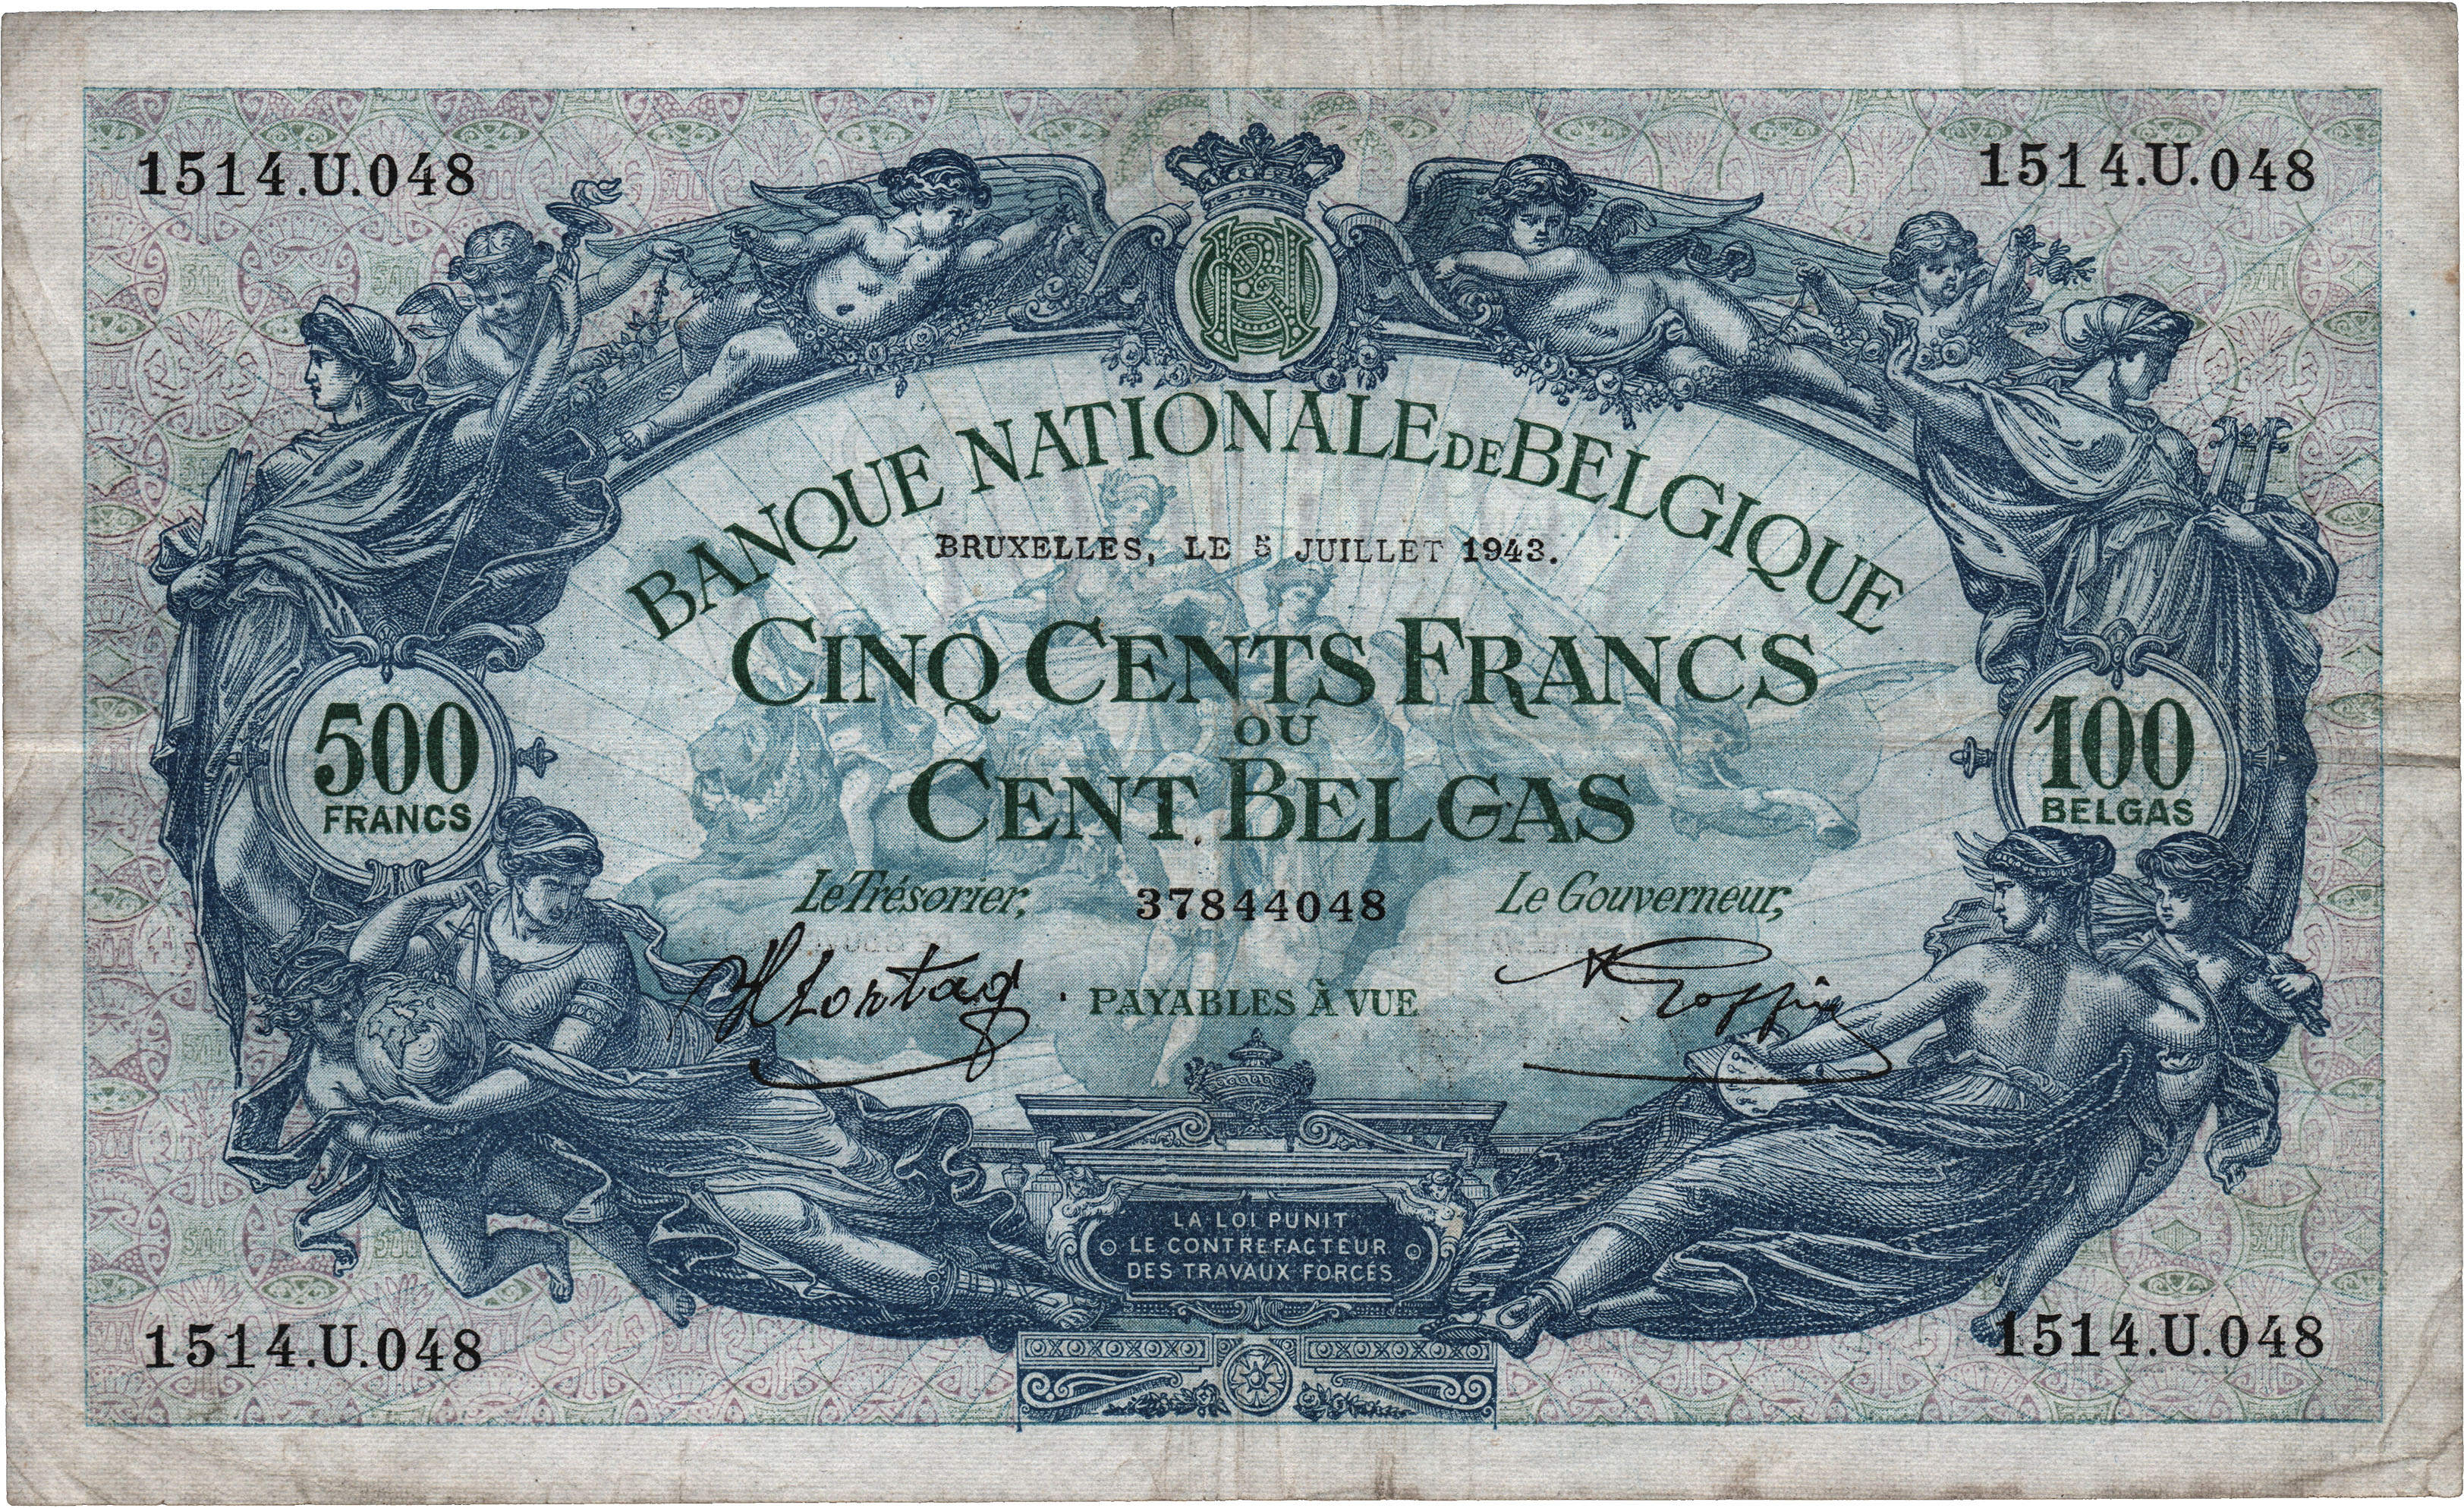 1514.U.048
1514.U.048
BANQUE NATIONALE DE BELGIQUE
BRUXELLES, LE 5 JUILLET 1943.
CINQ CENTS FRANCS
OU
CENT BELGAS
500
FRANCS
100
BELGAS
Le Trésorier,
37844048
Le Gouverneur,
PAYABLES À VUE
LA LOI PUNIT
LE CONTREFACTEUR
DES TRAVAUX FORCÉS
1514.U.048
1514.U.048